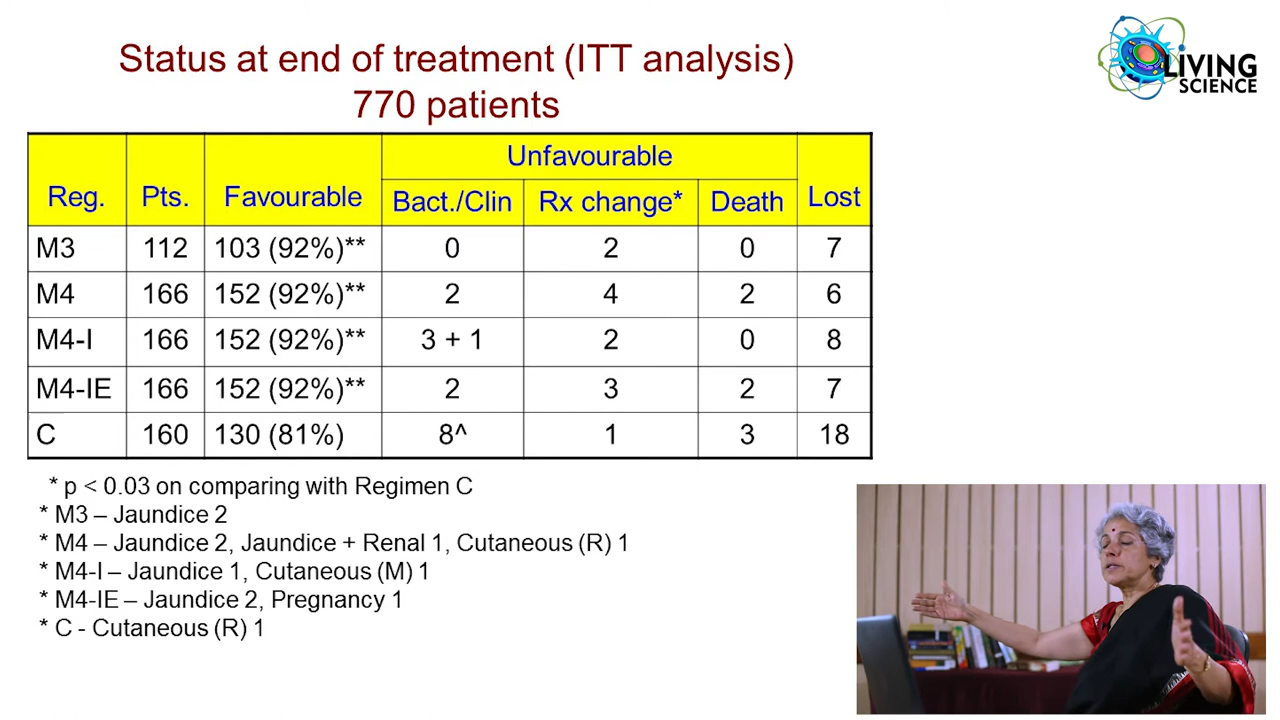 Status at end of treatment (ITT analysis)
770 patients
LIVING
SCIENCE
Unfavourable
Reg. Pts. Favourable Bact./Clin Rx change* Death Lost
M3 112 103 (92%)** 0 2 0 7
M4 166 152 (92%)** 2 4 2 6
M4-I 166 152 (92%)** 3 + 1 2 0 8
M4-IE 166 152 (92%)** 2 3 2 7
C 160 130 (81%) 8^ 1 3 18
* p < 0.03 on comparing with Regimen C
* M3 – Jaundice 2
* M4 – Jaundice 2, Jaundice + Renal 1, Cutaneous (R) 1
* M4-I – Jaundice 1, Cutaneous (M) 1
* M4-IE – Jaundice 2, Pregnancy 1
* C - Cutaneous (R) 1